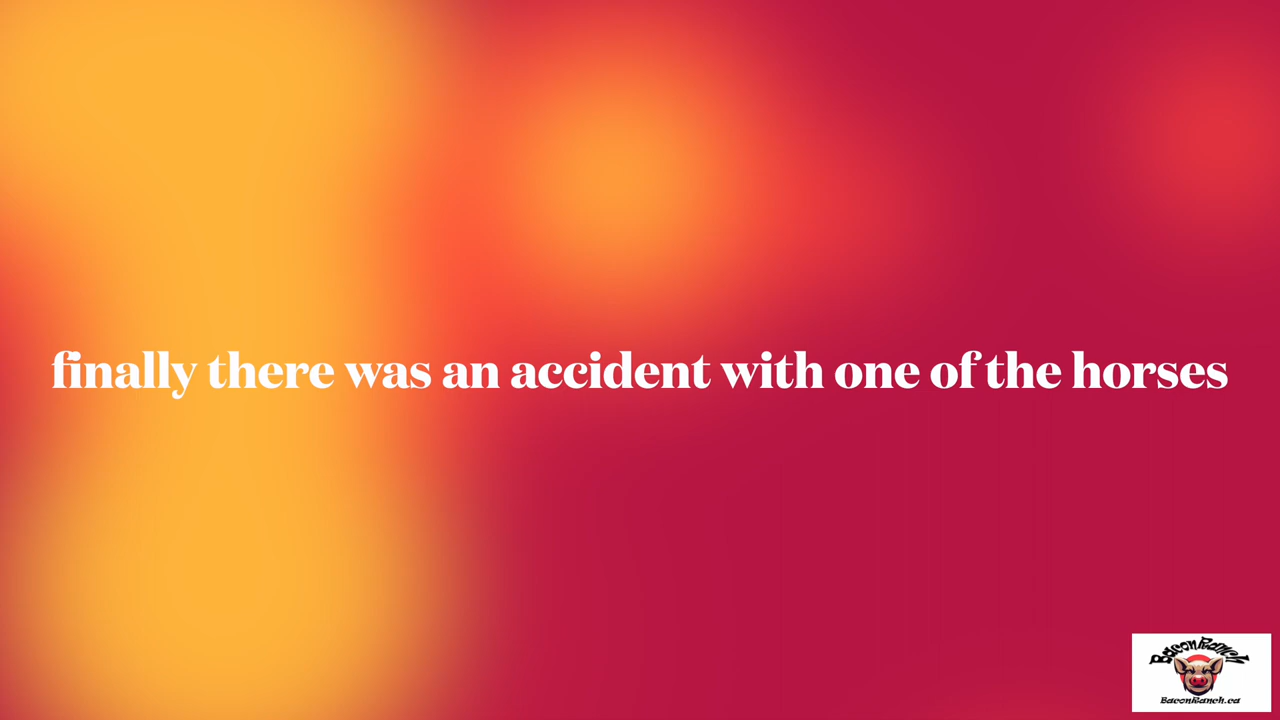 finally there was an accident with one of the horses
BaconRanch
BaconRanch.ca